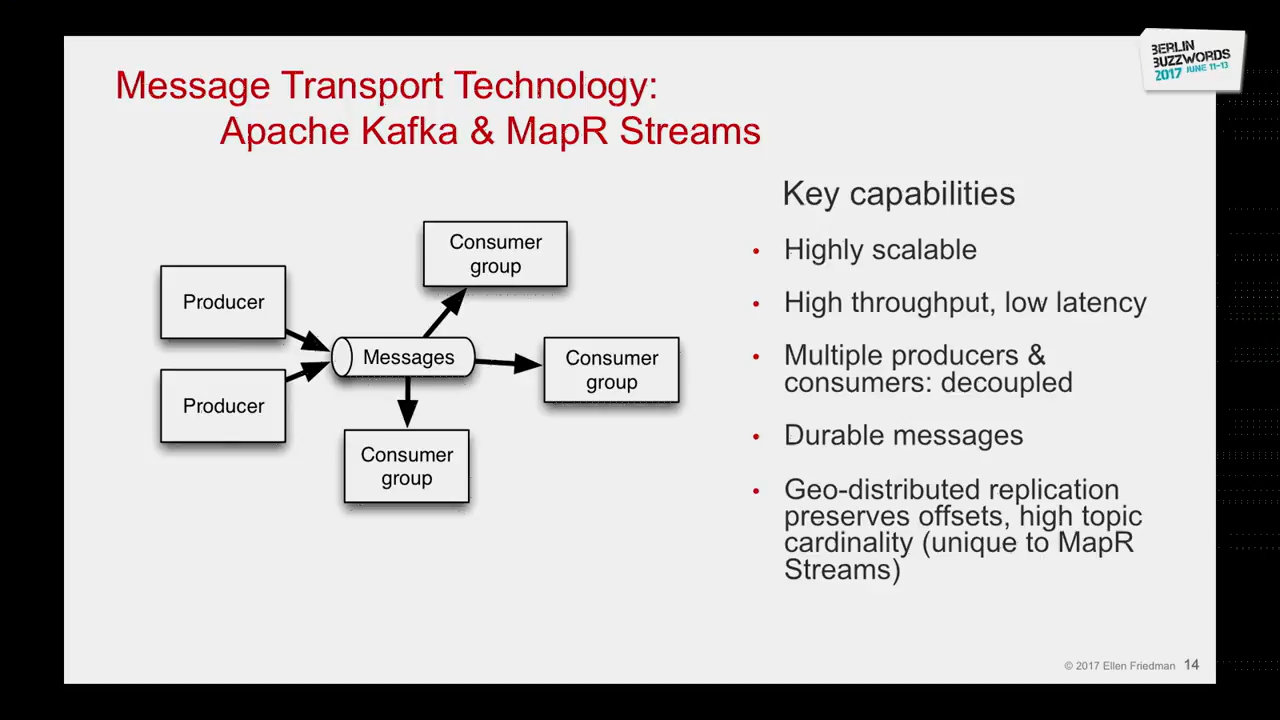 BERLIN
BUZZWORDS
2017 JUNE 11-13
Message Transport Technology:
Apache Kafka & MapR Streams
Key capabilities
Consumer
group
Producer
Messages
Consumer
group
Producer
Consumer
group
• Highly scalable
• High throughput, low latency
• Multiple producers &
consumers: decoupled
• Durable messages
• Geo-distributed replication
preserves offsets, high topic
cardinality (unique to MapR
Streams)
© 2017 Ellen Friedman 14